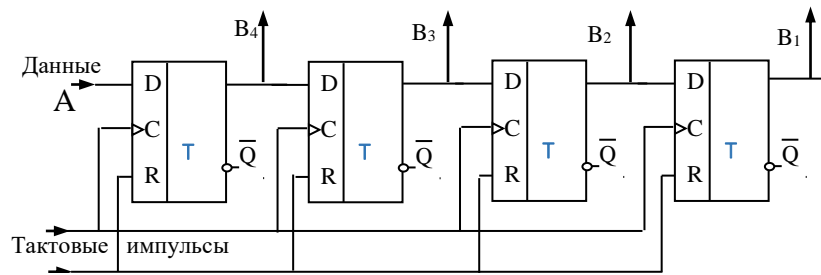 B4 B3 B2 B1
Данные
A
D D D D
C C C C
T T T T
Q Q Q Q
R R R R
Тактовые импульсы